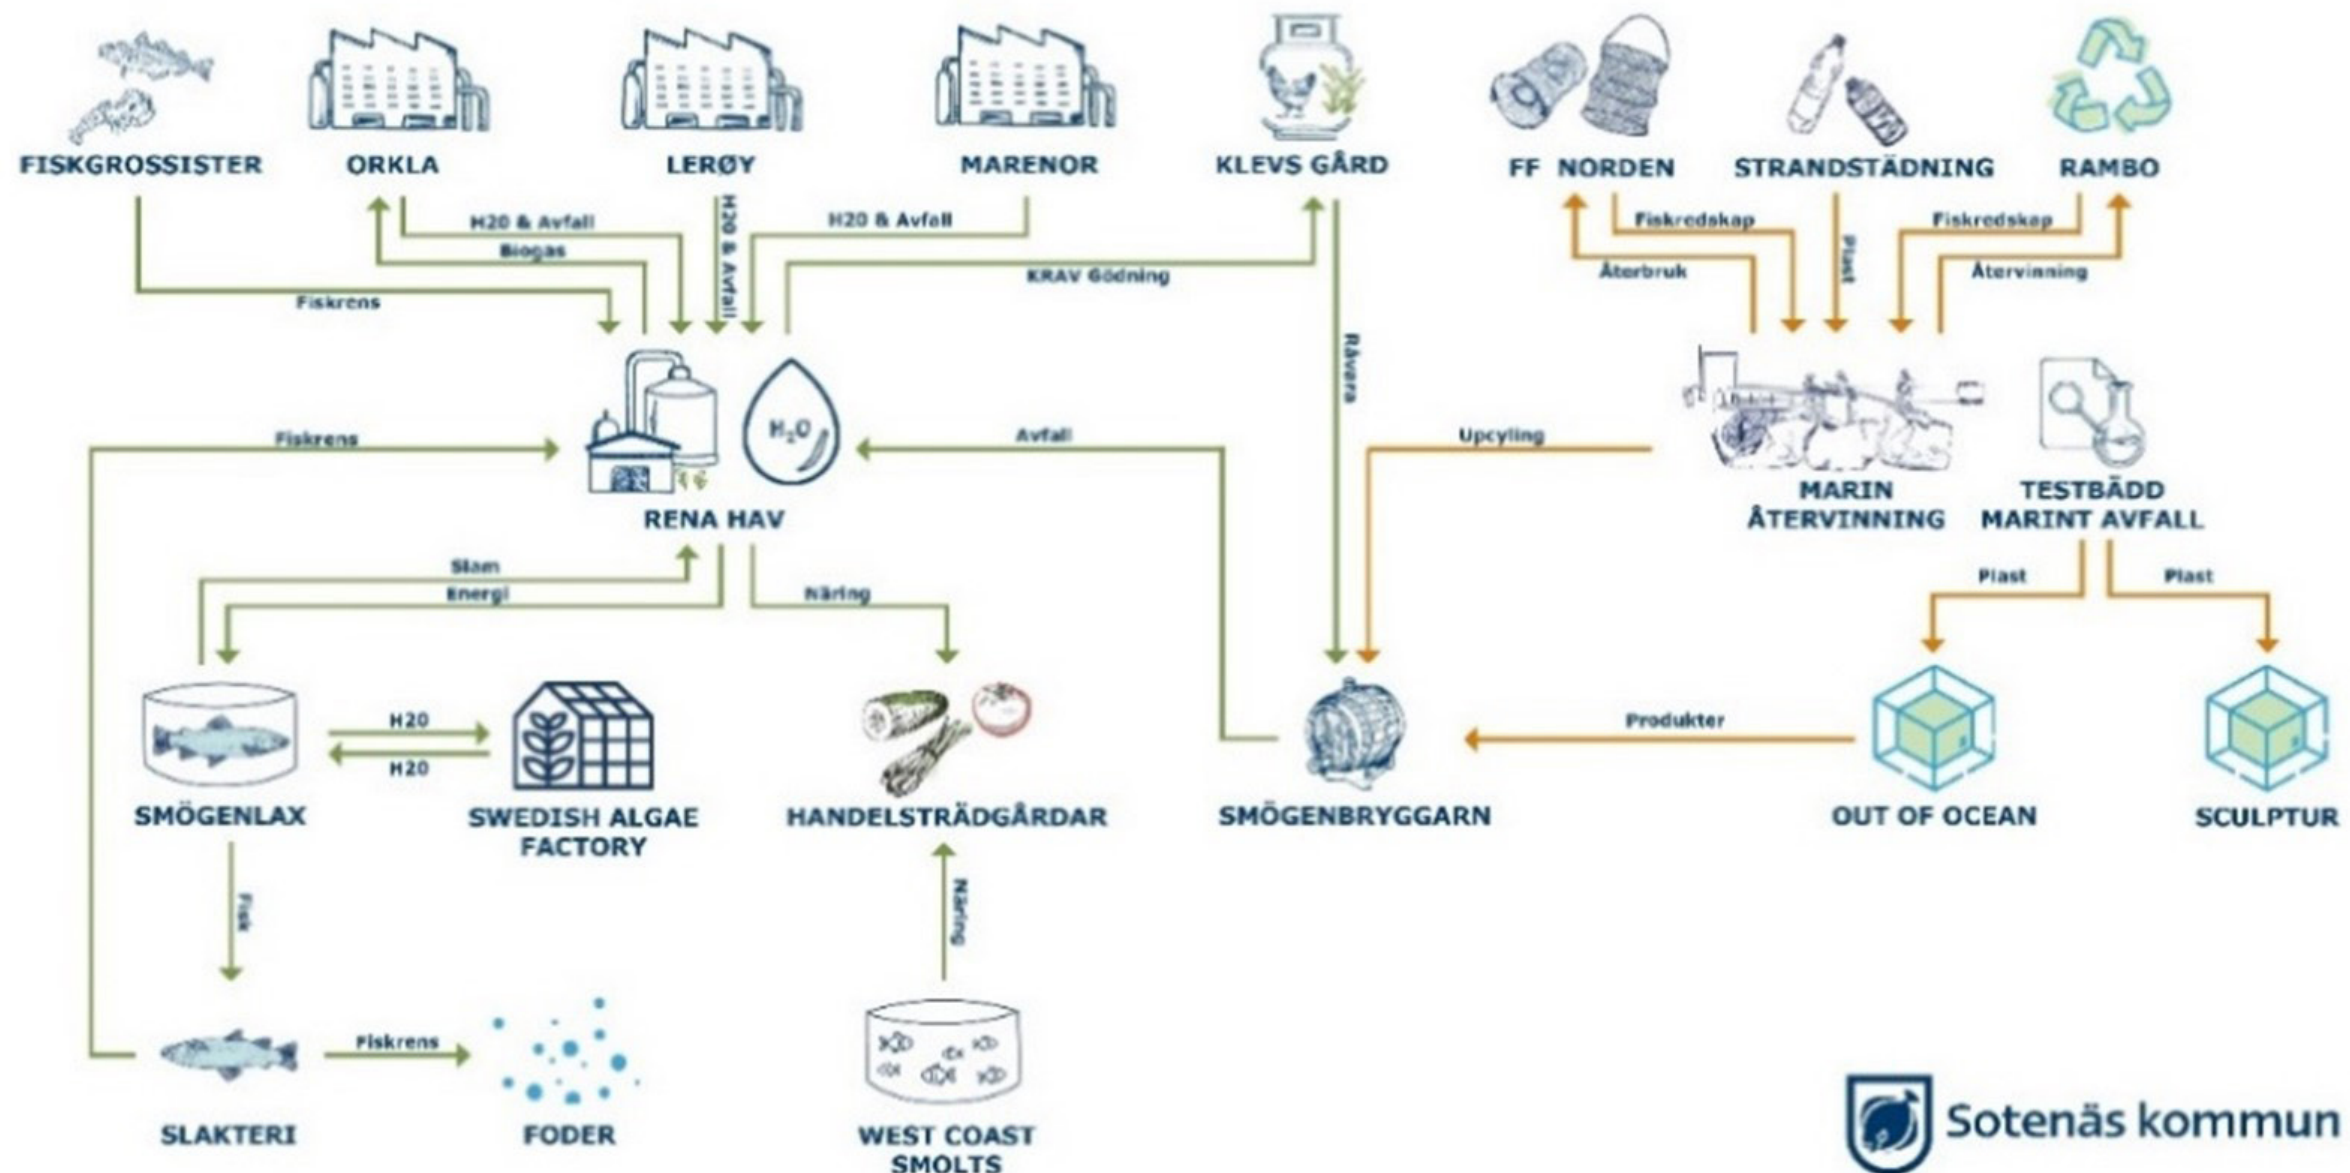 FISKGROSSISTER
ORKLA
LERØY
MARENOR
KLEVS GÅRD
FF NORDEN
STRANDSTÄDNING
RAMBO
H20 & Avfall
Biogas
Fiskrens
H20 & Avfall
H20 & Avfall
KRAV Gödning
Råvara
Fiskredskap
Återbruk
Plast
Fiskredskap
Återvinning
H₂O
Fiskrens
Avfall
Upcyling
RENA HAV
MARIN
ÅTERVINNING
TESTBÄDD
MARINT AVFALL
Slam
Energi
Näring
Plast
Plast
H20
H20
Produkter
SMÖGENLAX
SWEDISH ALGAE
FACTORY
HANDELSTRÄDGÅRDAR
SMÖGENBRYGGARN
OUT OF OCEAN
SCULPTUR
Fisk
Näring
Fiskrens
SLAKTERI
FODER
WEST COAST
SMOLTS
Sotenäs kommun